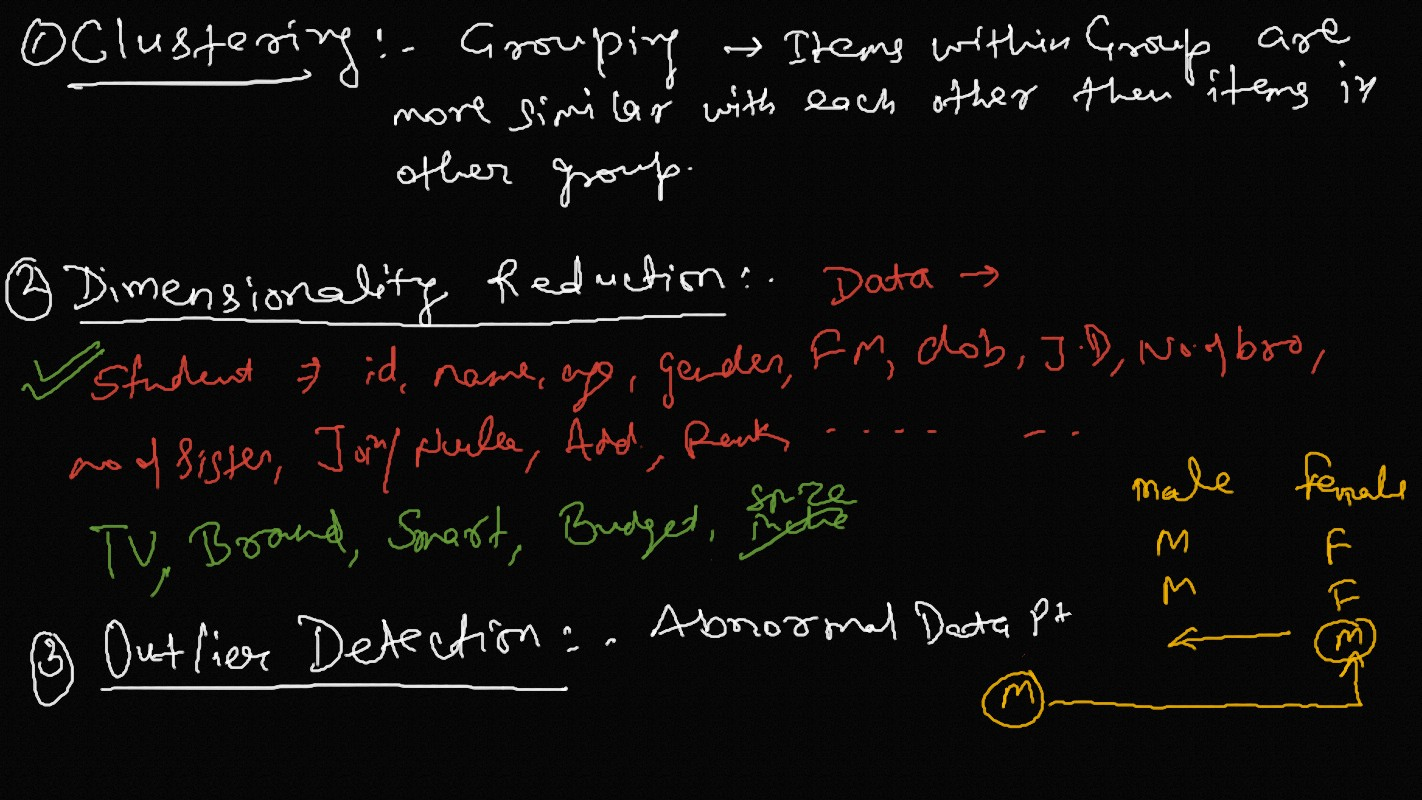 ① Clustering :- Grouping → Items within Group are
more similar with each other then items in
other group.
② Dimensionality Reduction :- Data →
Student ⇒ id, name, age, gender, FM, dob, J.D, No. of bro,
no of sister, Join/Nuclea, Add., Rank, - - - - - -
TV, Brand, Smart, Budget, size
male female
M F
M F
③ Outlier Detection :- Abnormal Data Pt
← M
M